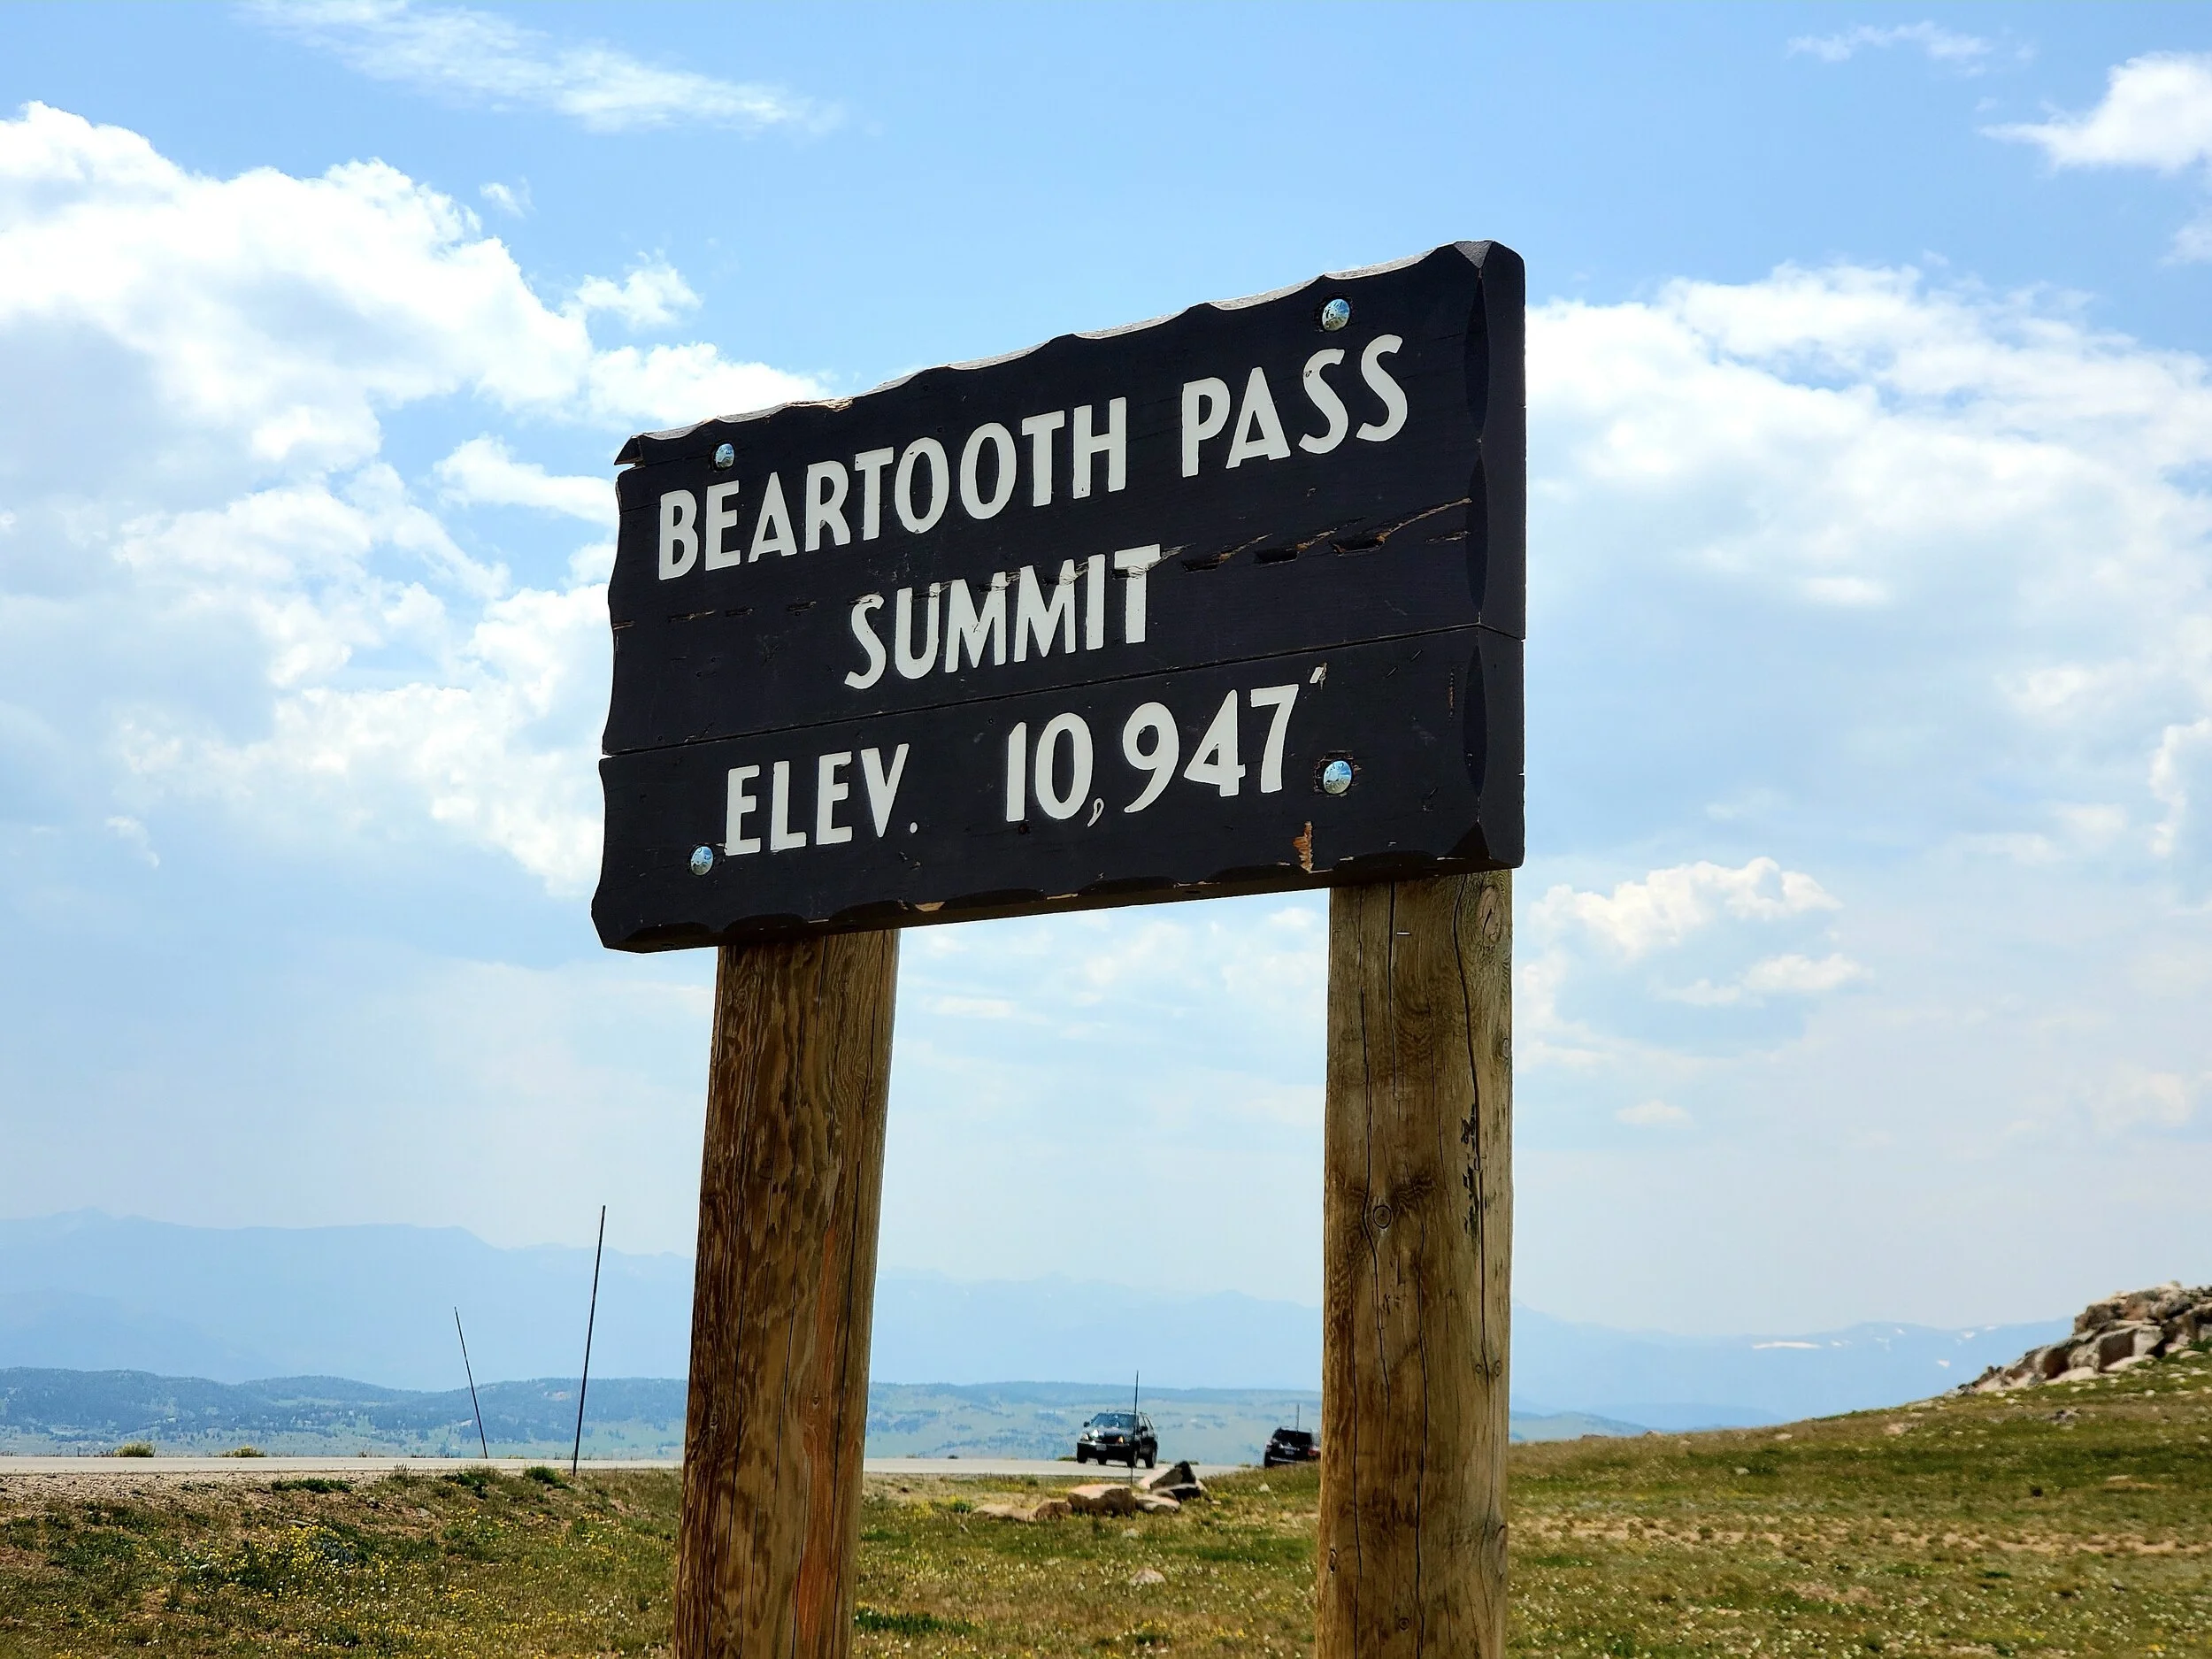 BEARTOOTH PASS
SUMMIT
ELEV. 10,947'